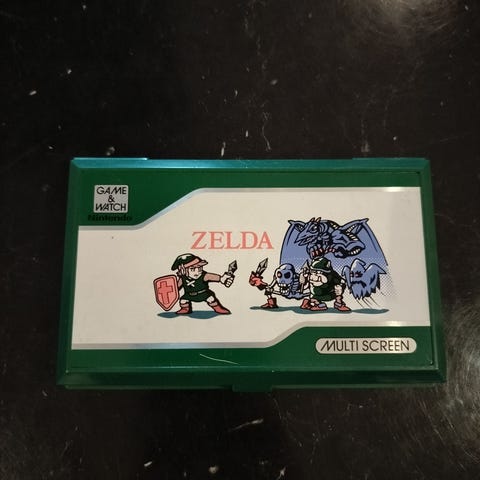 GAME
&
WATCH
Nintendo
ZELDA
MULTI SCREEN